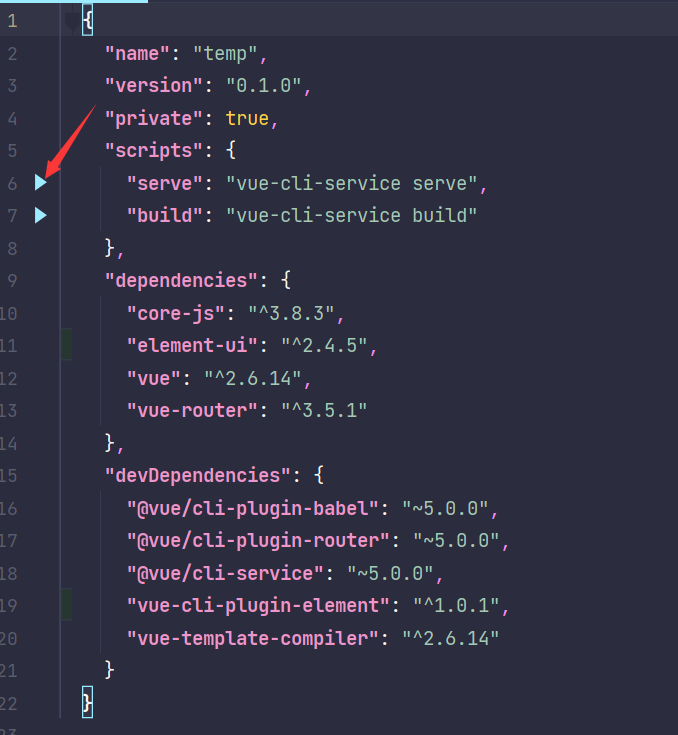 1 {
2 "name": "temp",
3 "version": "0.1.0",
4 "private": true,
5 "scripts": {
6 "serve": "vue-cli-service serve",
7 "build": "vue-cli-service build"
8 },
9 "dependencies": {
10 "core-js": "^3.8.3",
11 "element-ui": "^2.4.5",
12 "vue": "^2.6.14",
13 "vue-router": "^3.5.1"
14 },
15 "devDependencies": {
16 "@vue/cli-plugin-babel": "~5.0.0",
17 "@vue/cli-plugin-router": "~5.0.0",
18 "@vue/cli-service": "~5.0.0",
19 "vue-cli-plugin-element": "^1.0.1",
20 "vue-template-compiler": "^2.6.14"
21 }
22 }
23